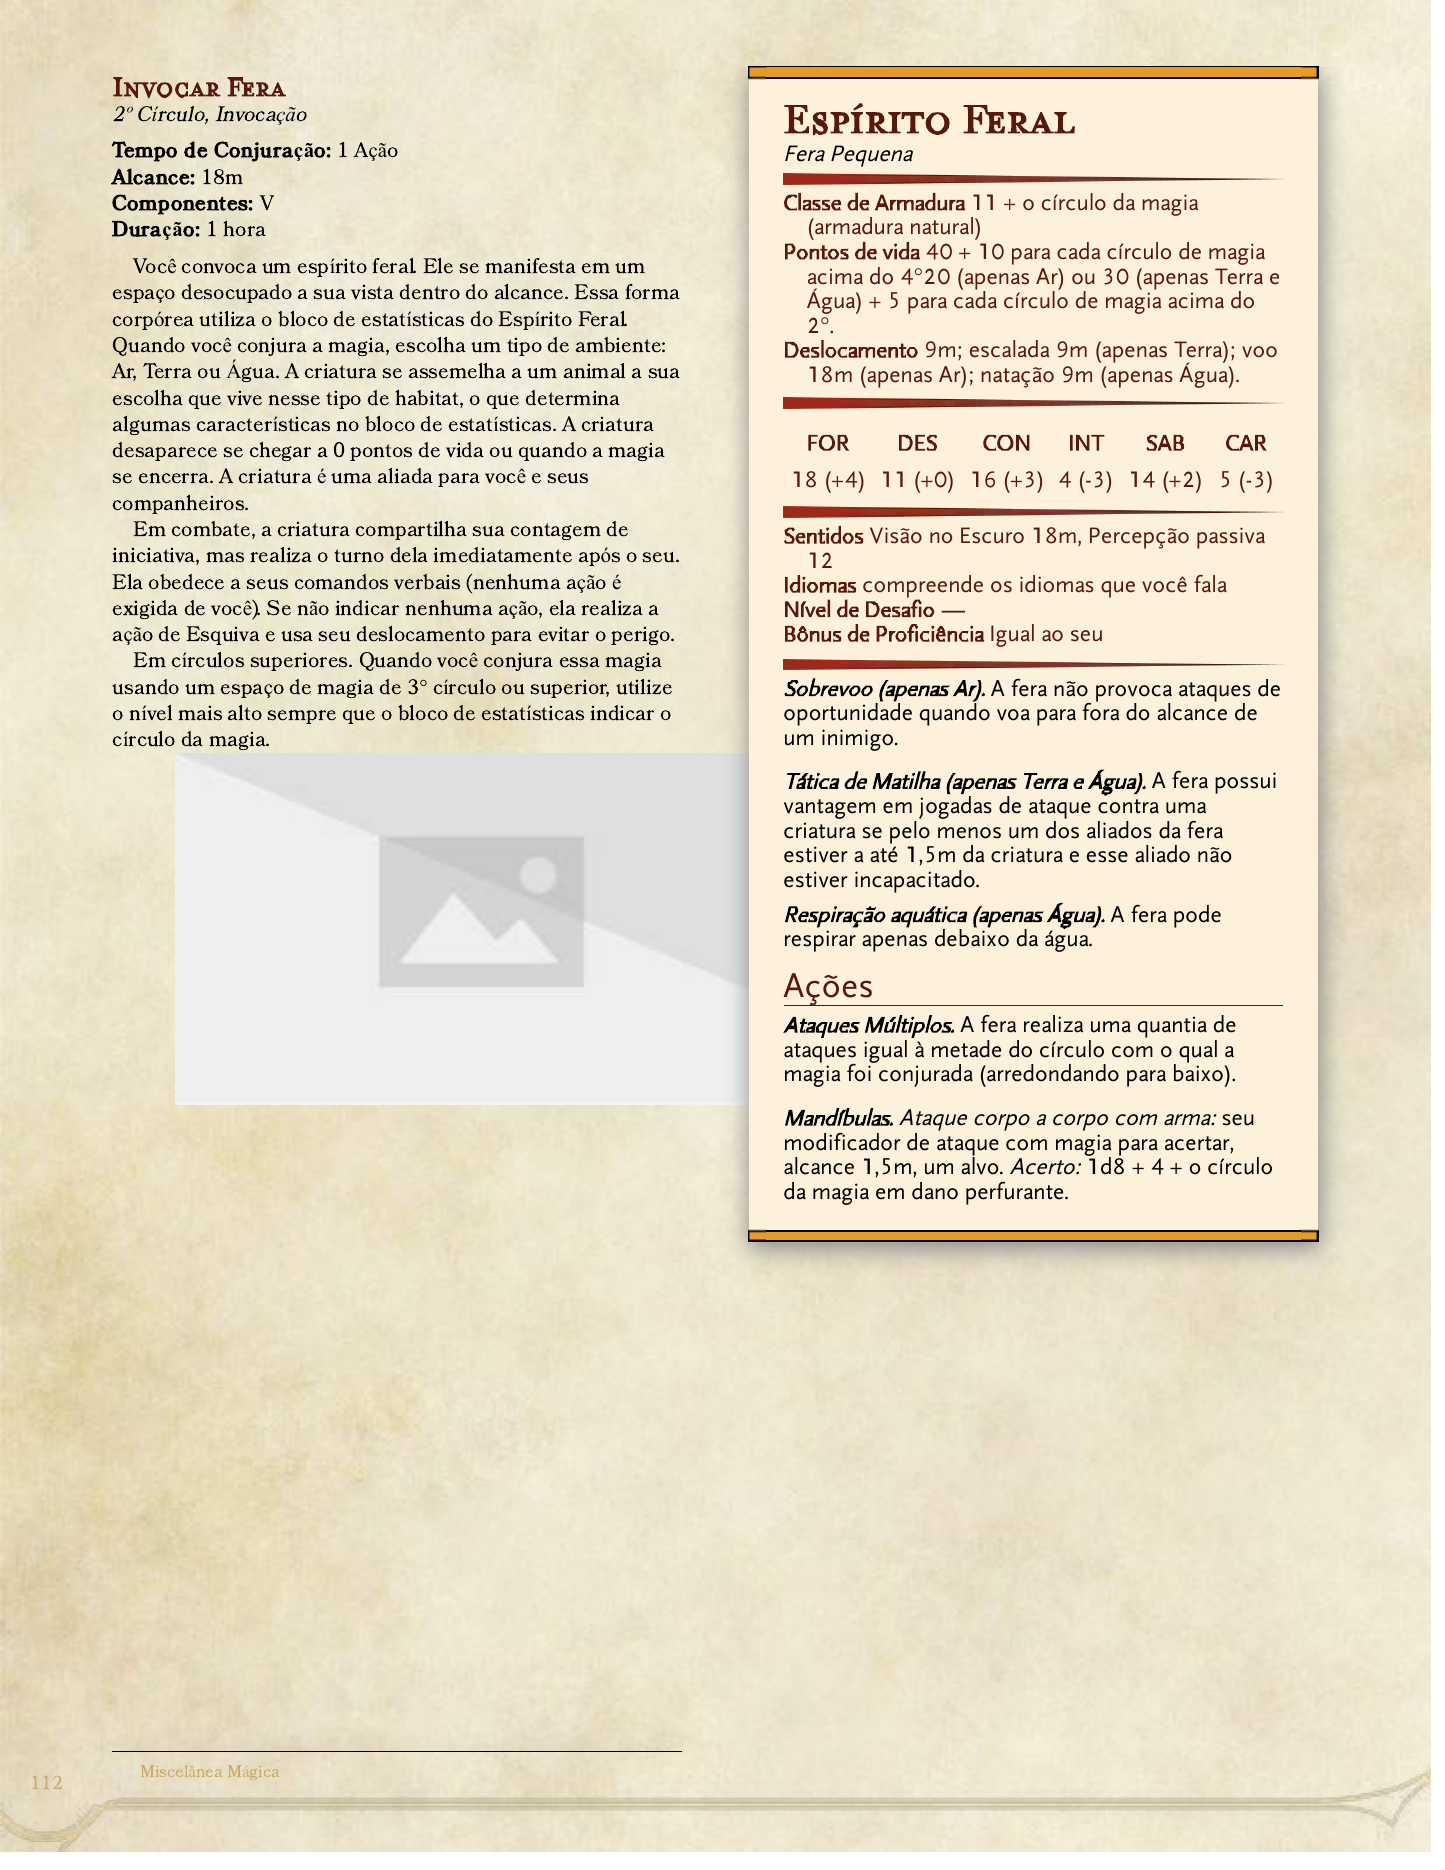 Invocar Fera
2º Círculo, Invocação
Tempo de Conjuração: 1 Ação
Alcance: 18m
Componentes: V
Duração: 1 hora
Você convoca um espírito feral. Ele se manifesta em um
espaço desocupado a sua vista dentro do alcance. Essa forma
corpórea utiliza o bloco de estatísticas do Espírito Feral.
Quando você conjura a magia, escolha um tipo de ambiente:
Ar, Terra ou Água. A criatura se assemelha a um animal a sua
escolha que vive nesse tipo de habitat, o que determina
algumas características no bloco de estatísticas. A criatura
desaparece se chegar a 0 pontos de vida ou quando a magia
se encerra. A criatura é uma aliada para você e seus
companheiros.
Em combate, a criatura compartilha sua contagem de
iniciativa, mas realiza o turno dela imediatamente após o seu.
Ela obedece a seus comandos verbais (nenhuma ação é
exigida de você). Se não indicar nenhuma ação, ela realiza a
ação de Esquiva e usa seu deslocamento para evitar o perigo.
Em círculos superiores. Quando você conjura essa magia
usando um espaço de magia de 3° círculo ou superior, utilize
o nível mais alto sempre que o bloco de estatísticas indicar o
círculo da magia.
Espírito Feral
Fera Pequena
Classe de Armadura 11 + o círculo da magia
(armadura natural)
Pontos de vida 40 + 10 para cada círculo de magia
acima do 4°20 (apenas Ar) ou 30 (apenas Terra e
Água) + 5 para cada círculo de magia acima do
2°.
Deslocamento 9m; escalada 9m (apenas Terra); voo
18m (apenas Ar); natação 9m (apenas Água).
FOR DES CON INT SAB CAR
18 (+4) 11 (+0) 16 (+3) 4 (-3) 14 (+2) 5 (-3)
Sentidos Visão no Escuro 18m, Percepção passiva
12
Idiomas compreende os idiomas que você fala
Nível de Desafio —
Bônus de Proficiência Igual ao seu
Sobrevoo (apenas Ar). A fera não provoca ataques de
oportunidade quando voa para fora do alcance de
um inimigo.
Tática de Matilha (apenas Terra e Água). A fera possui
vantagem em jogadas de ataque contra uma
criatura se pelo menos um dos aliados da fera
estiver a até 1,5m da criatura e esse aliado não
estiver incapacitado.
Respiração aquática (apenas Água). A fera pode
respirar apenas debaixo da água.
Ações
Ataques Múltiplos. A fera realiza uma quantia de
ataques igual à metade do círculo com o qual a
magia foi conjurada (arredondando para baixo).
Mandíbulas. Ataque corpo a corpo com arma: seu
modificador de ataque com magia para acertar,
alcance 1,5m, um alvo. Acerto: 1d8 + 4 + o círculo
da magia em dano perfurante.
Miscelânea Mágica
112